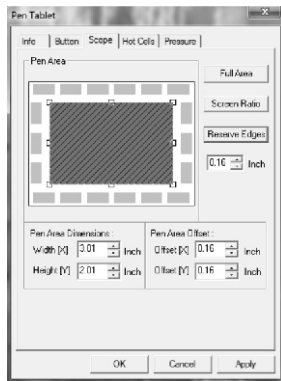 Pen Tablet
Info Button Scope Hot Cells Pressure
Pen Area
Full Area
Screen Ratio
Reserve Edges
0.16 Inch
Pen Area Dimensions :
Width [X] 3.01 Inch
Height [Y] 2.01 Inch
Pen Area Offset :
Offset [X] 0.16 Inch
Offset [Y] 0.16 Inch
OK Cancel Apply